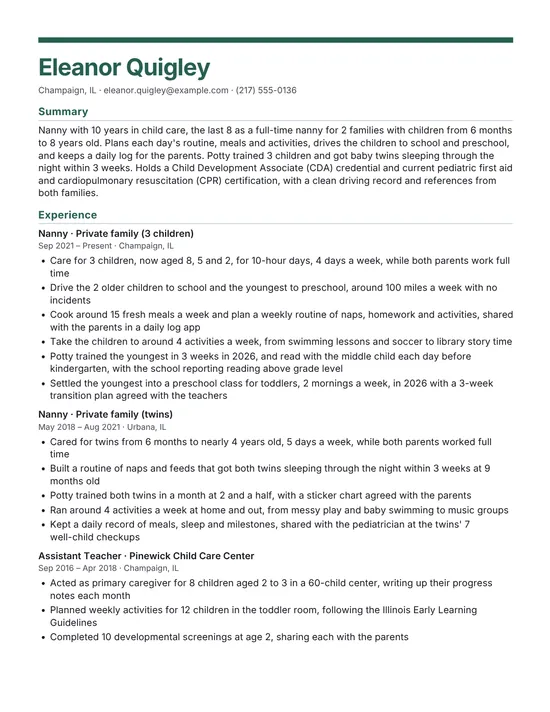 Eleanor Quigley
Champaign, IL · eleanor.quigley@example.com · (217) 555-0136
Summary
Nanny with 10 years in child care, the last 8 as a full-time nanny for 2 families with children from 6 months
to 8 years old. Plans each day's routine, meals and activities, drives the children to school and preschool,
and keeps a daily log for the parents. Potty trained 3 children and got baby twins sleeping through the
night within 3 weeks. Holds a Child Development Associate (CDA) credential and current pediatric first aid
and cardiopulmonary resuscitation (CPR) certification, with a clean driving record and references from
both families.
Experience
Nanny · Private family (3 children)
Sep 2021 – Present · Champaign, IL
• Care for 3 children, now aged 8, 5 and 2, for 10-hour days, 4 days a week, while both parents work full
time
• Drive the 2 older children to school and the youngest to preschool, around 100 miles a week with no
incidents
• Cook around 15 fresh meals a week and plan a weekly routine of naps, homework and activities, shared
with the parents in a daily log app
• Take the children to around 4 activities a week, from swimming lessons and soccer to library story time
• Potty trained the youngest in 3 weeks in 2026, and read with the middle child each day before
kindergarten, with the school reporting reading above grade level
• Settled the youngest into a preschool class for toddlers, 2 mornings a week, in 2026 with a 3-week
transition plan agreed with the teachers
Nanny · Private family (twins)
May 2018 – Aug 2021 · Urbana, IL
• Cared for twins from 6 months to nearly 4 years old, 5 days a week, while both parents worked full
time
• Built a routine of naps and feeds that got both twins sleeping through the night within 3 weeks at 9
months old
• Potty trained both twins in a month at 2 and a half, with a sticker chart agreed with the parents
• Ran around 4 activities a week at home and out, from messy play and baby swimming to music groups
• Kept a daily record of meals, sleep and milestones, shared with the pediatrician at the twins' 7
well-child checkups
Assistant Teacher · Pinewick Child Care Center
Sep 2016 – Apr 2018 · Champaign, IL
• Acted as primary caregiver for 8 children aged 2 to 3 in a 60-child center, writing up their progress
notes each month
• Planned weekly activities for 12 children in the toddler room, following the Illinois Early Learning
Guidelines
• Completed 10 developmental screenings at age 2, sharing each with the parents